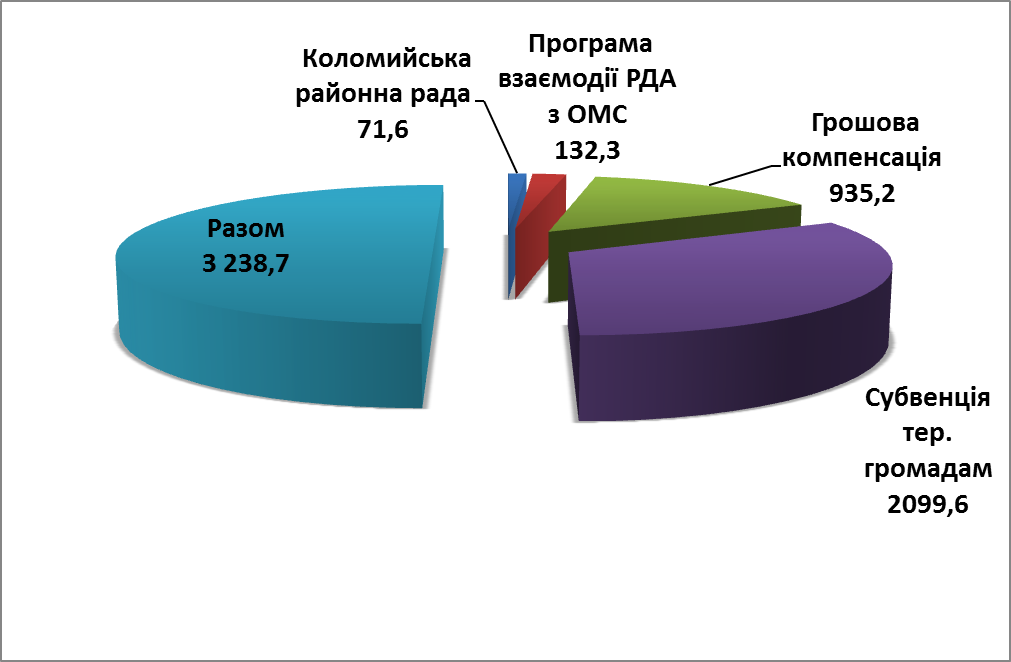 Коломийська
районна рада
71,6
Програма
взаємодії РДА
з ОМС
132,3
Грошова
компенсація
935,2
Разом
3 238,7
Субвенція
тер.
громадам
2099,6